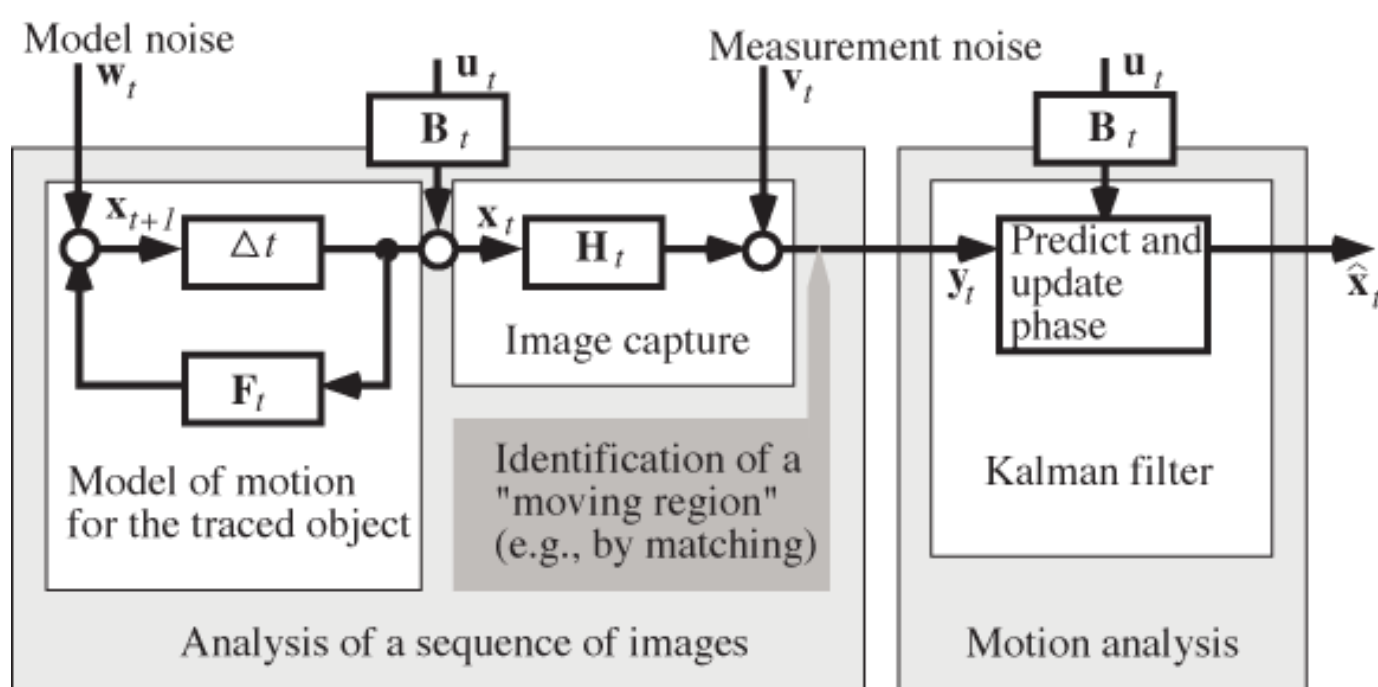 Model noise
w_t
u_t
B_t
Measurement noise
v_t
u_t
B_t
x_{t+1}
△t
x_t
H_t
y_t
Predict and
update
phase
x̂_t
F_t
Image capture
Model of motion
for the traced object
Identification of a
"moving region"
(e.g., by matching)
Kalman filter
Analysis of a sequence of images
Motion analysis